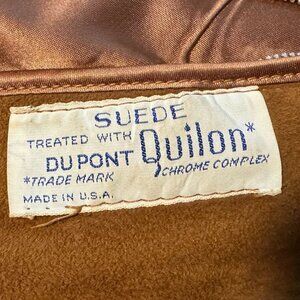 SUEDE
TREATED WITH
DU PONT Quilon*
*TRADE MARK CHROME COMPLEX
MADE IN U.S.A.